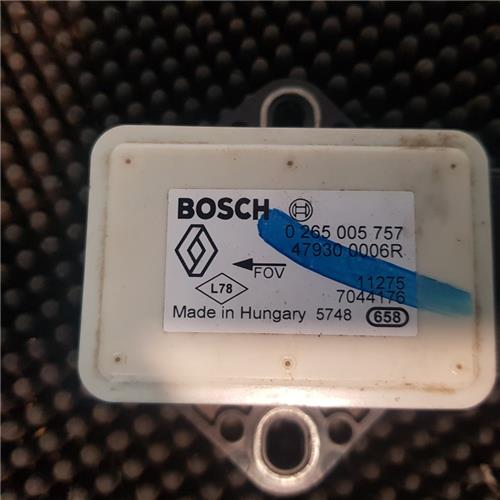 BOSCH
0 265 005 757
47930 0006R
FOV
11275
L78
7044176
Made in Hungary 5748 658